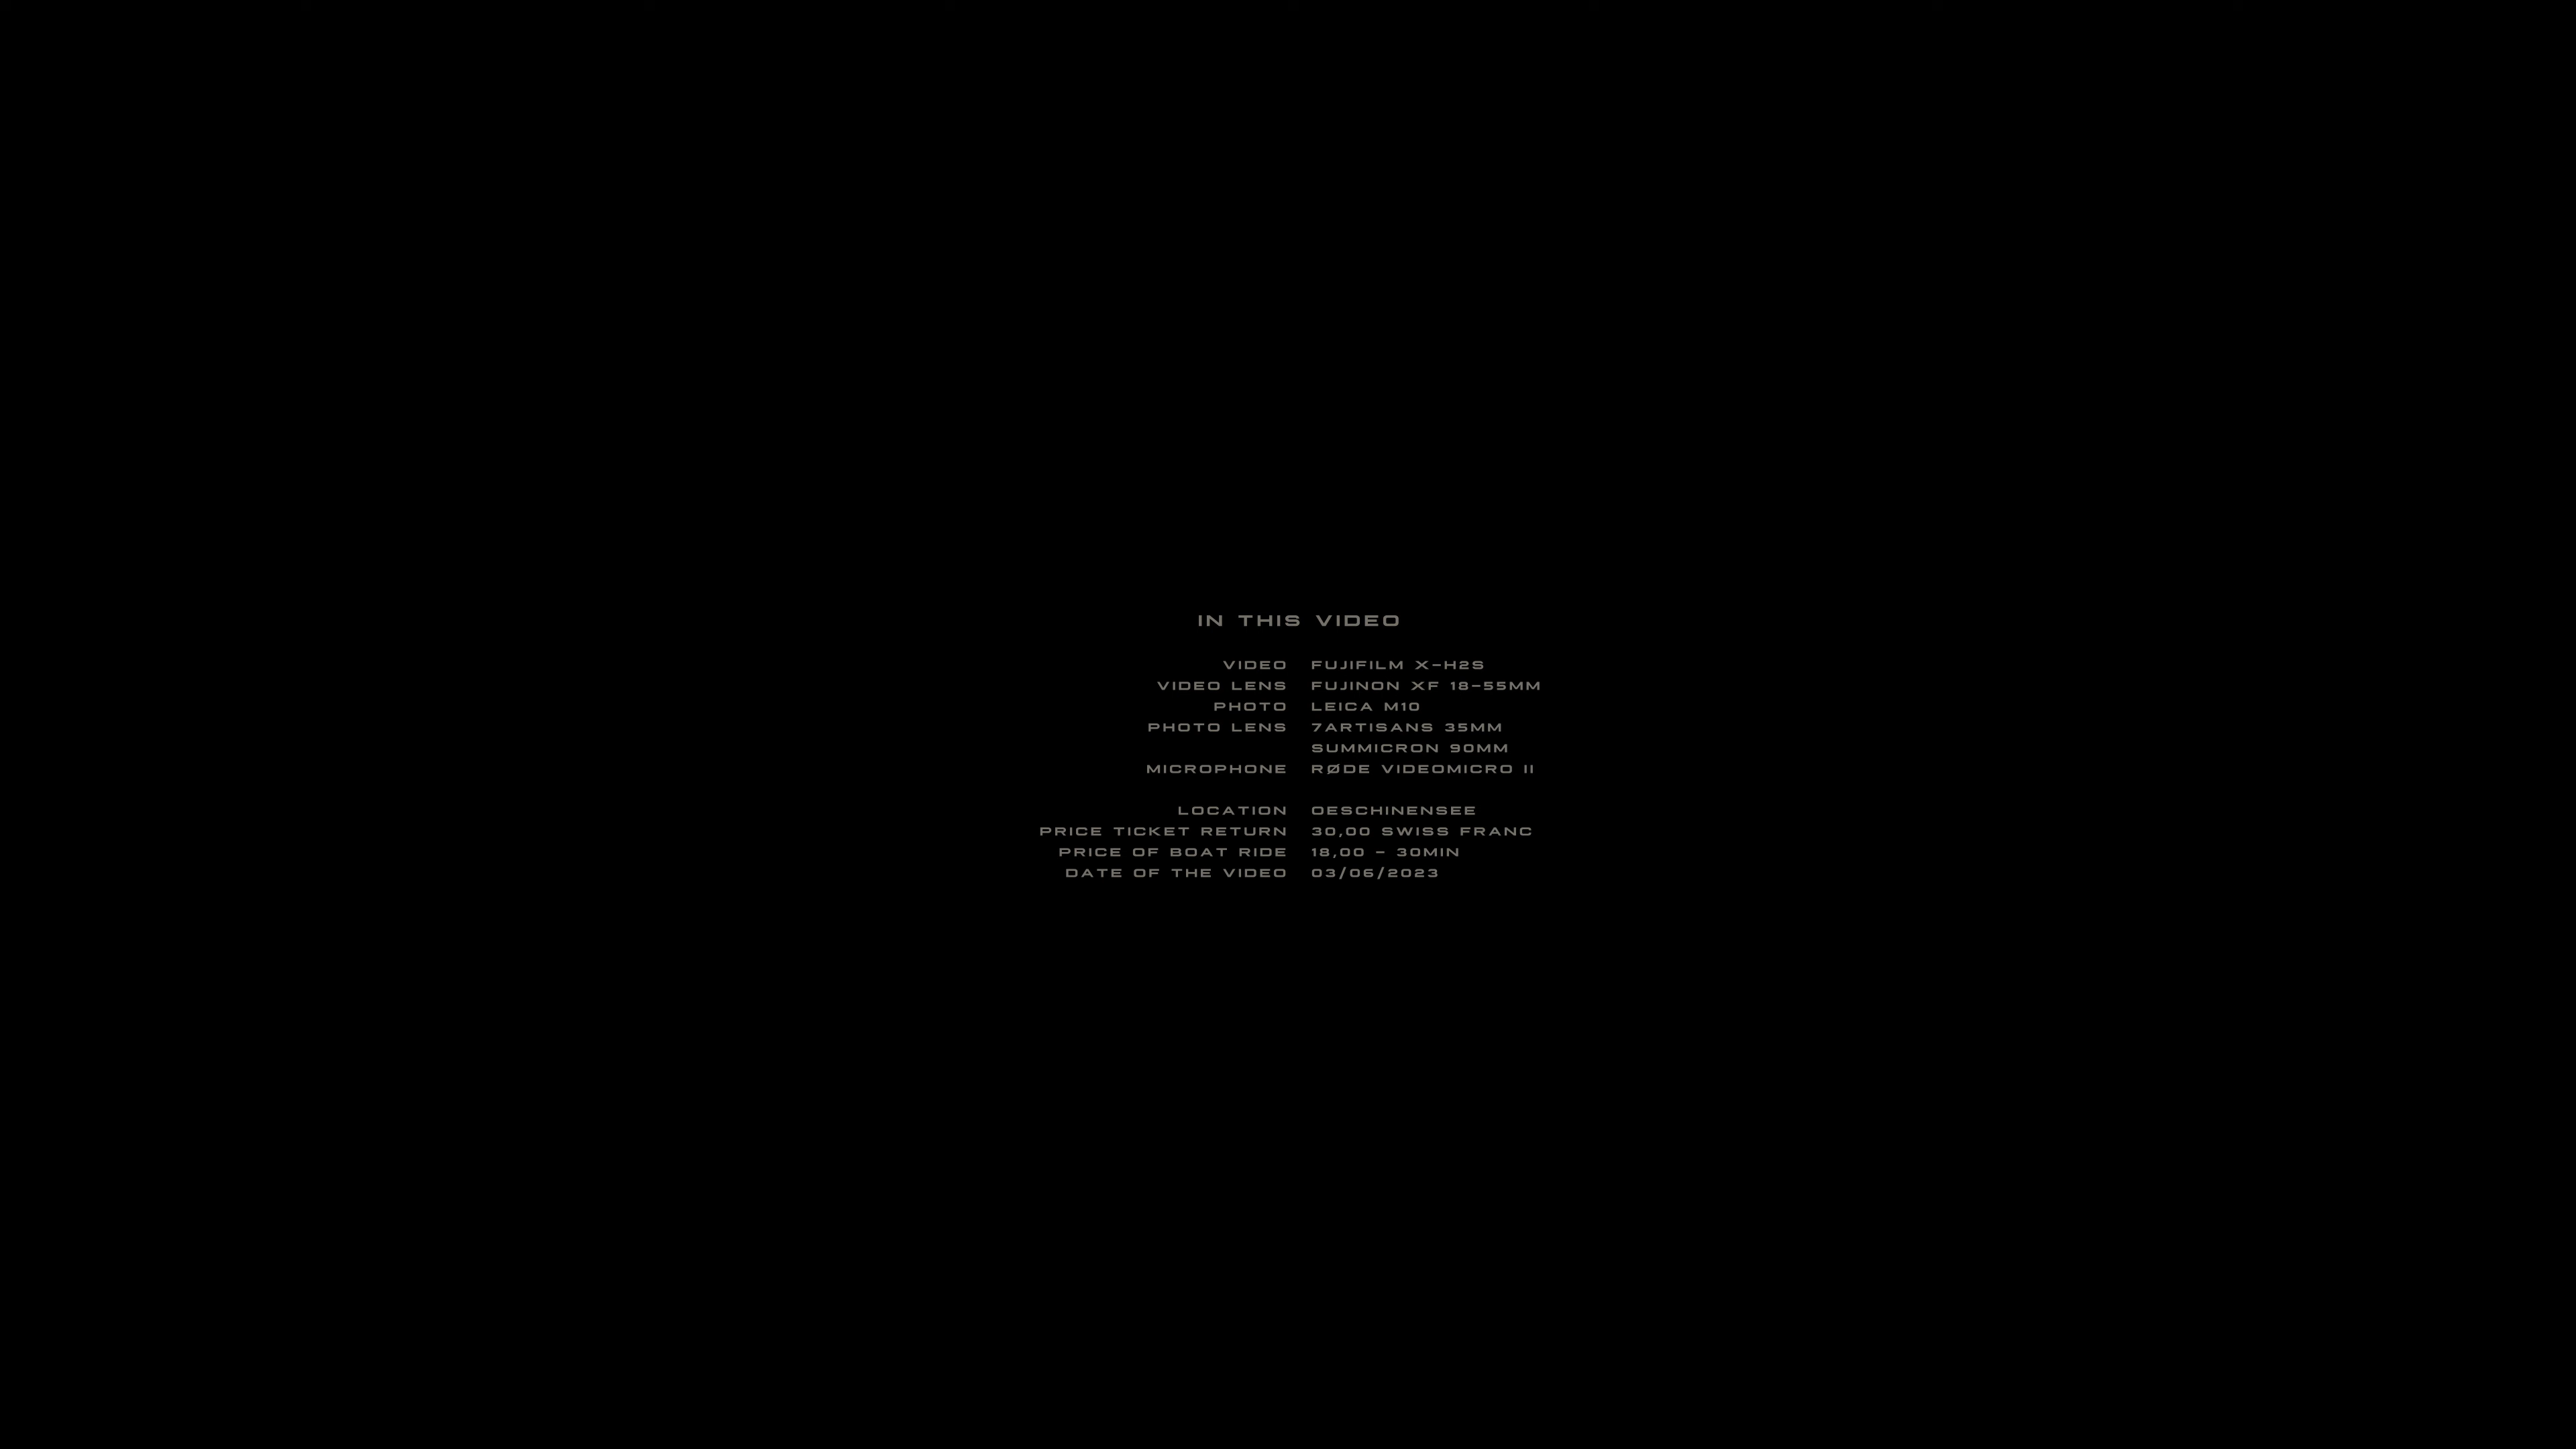 IN THIS VIDEO
VIDEO FUJIFILM X-H2S
VIDEO LENS FUJINON XF 18-55MM
PHOTO LEICA M10
PHOTO LENS 7ARTISANS 35MM
SUMMICRON 90MM
MICROPHONE RØDE VIDEOMICRO II
LOCATION OESCHINENSEE
PRICE TICKET RETURN 30,00 SWISS FRANC
PRICE OF BOAT RIDE 18,00 - 30MIN
DATE OF THE VIDEO 03/06/2023